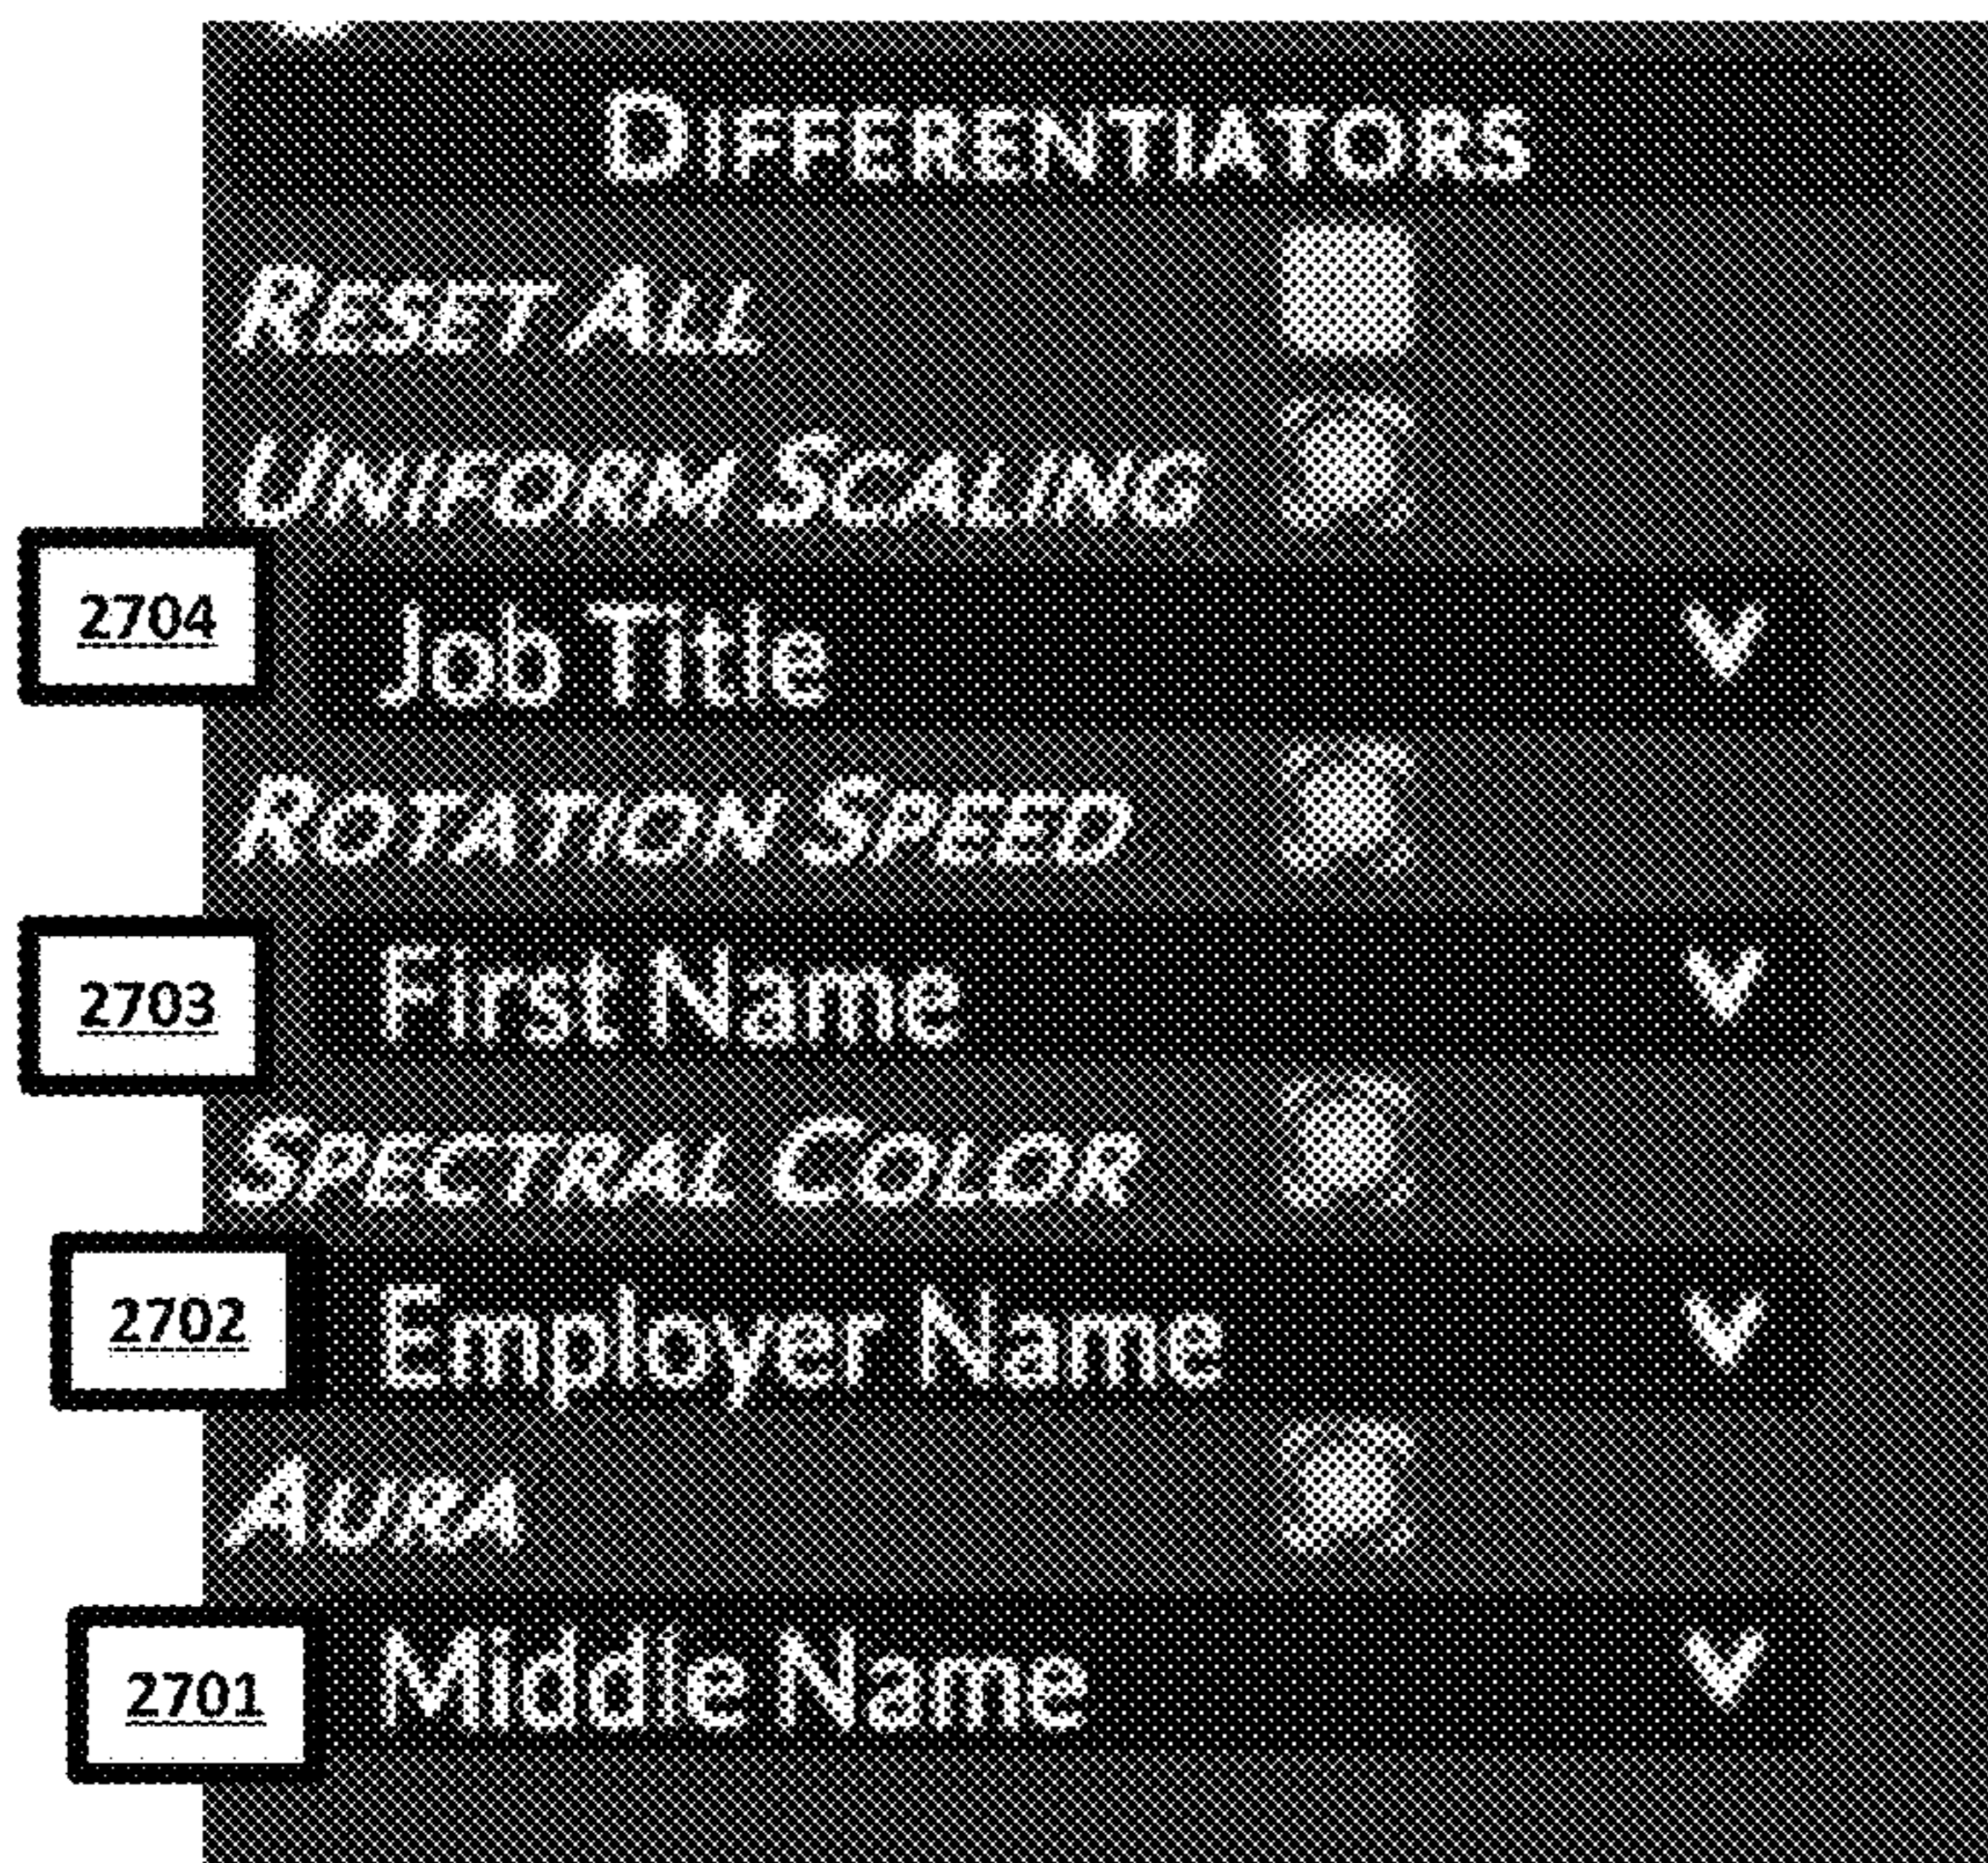 DIFFERENTIATORS
RESET ALL
UNIFORM SCALING
2704 Job Title
ROTATION SPEED
2703 First Name
SPECTRAL COLOR
2702 Employer Name
AURA
2701 Middle Name